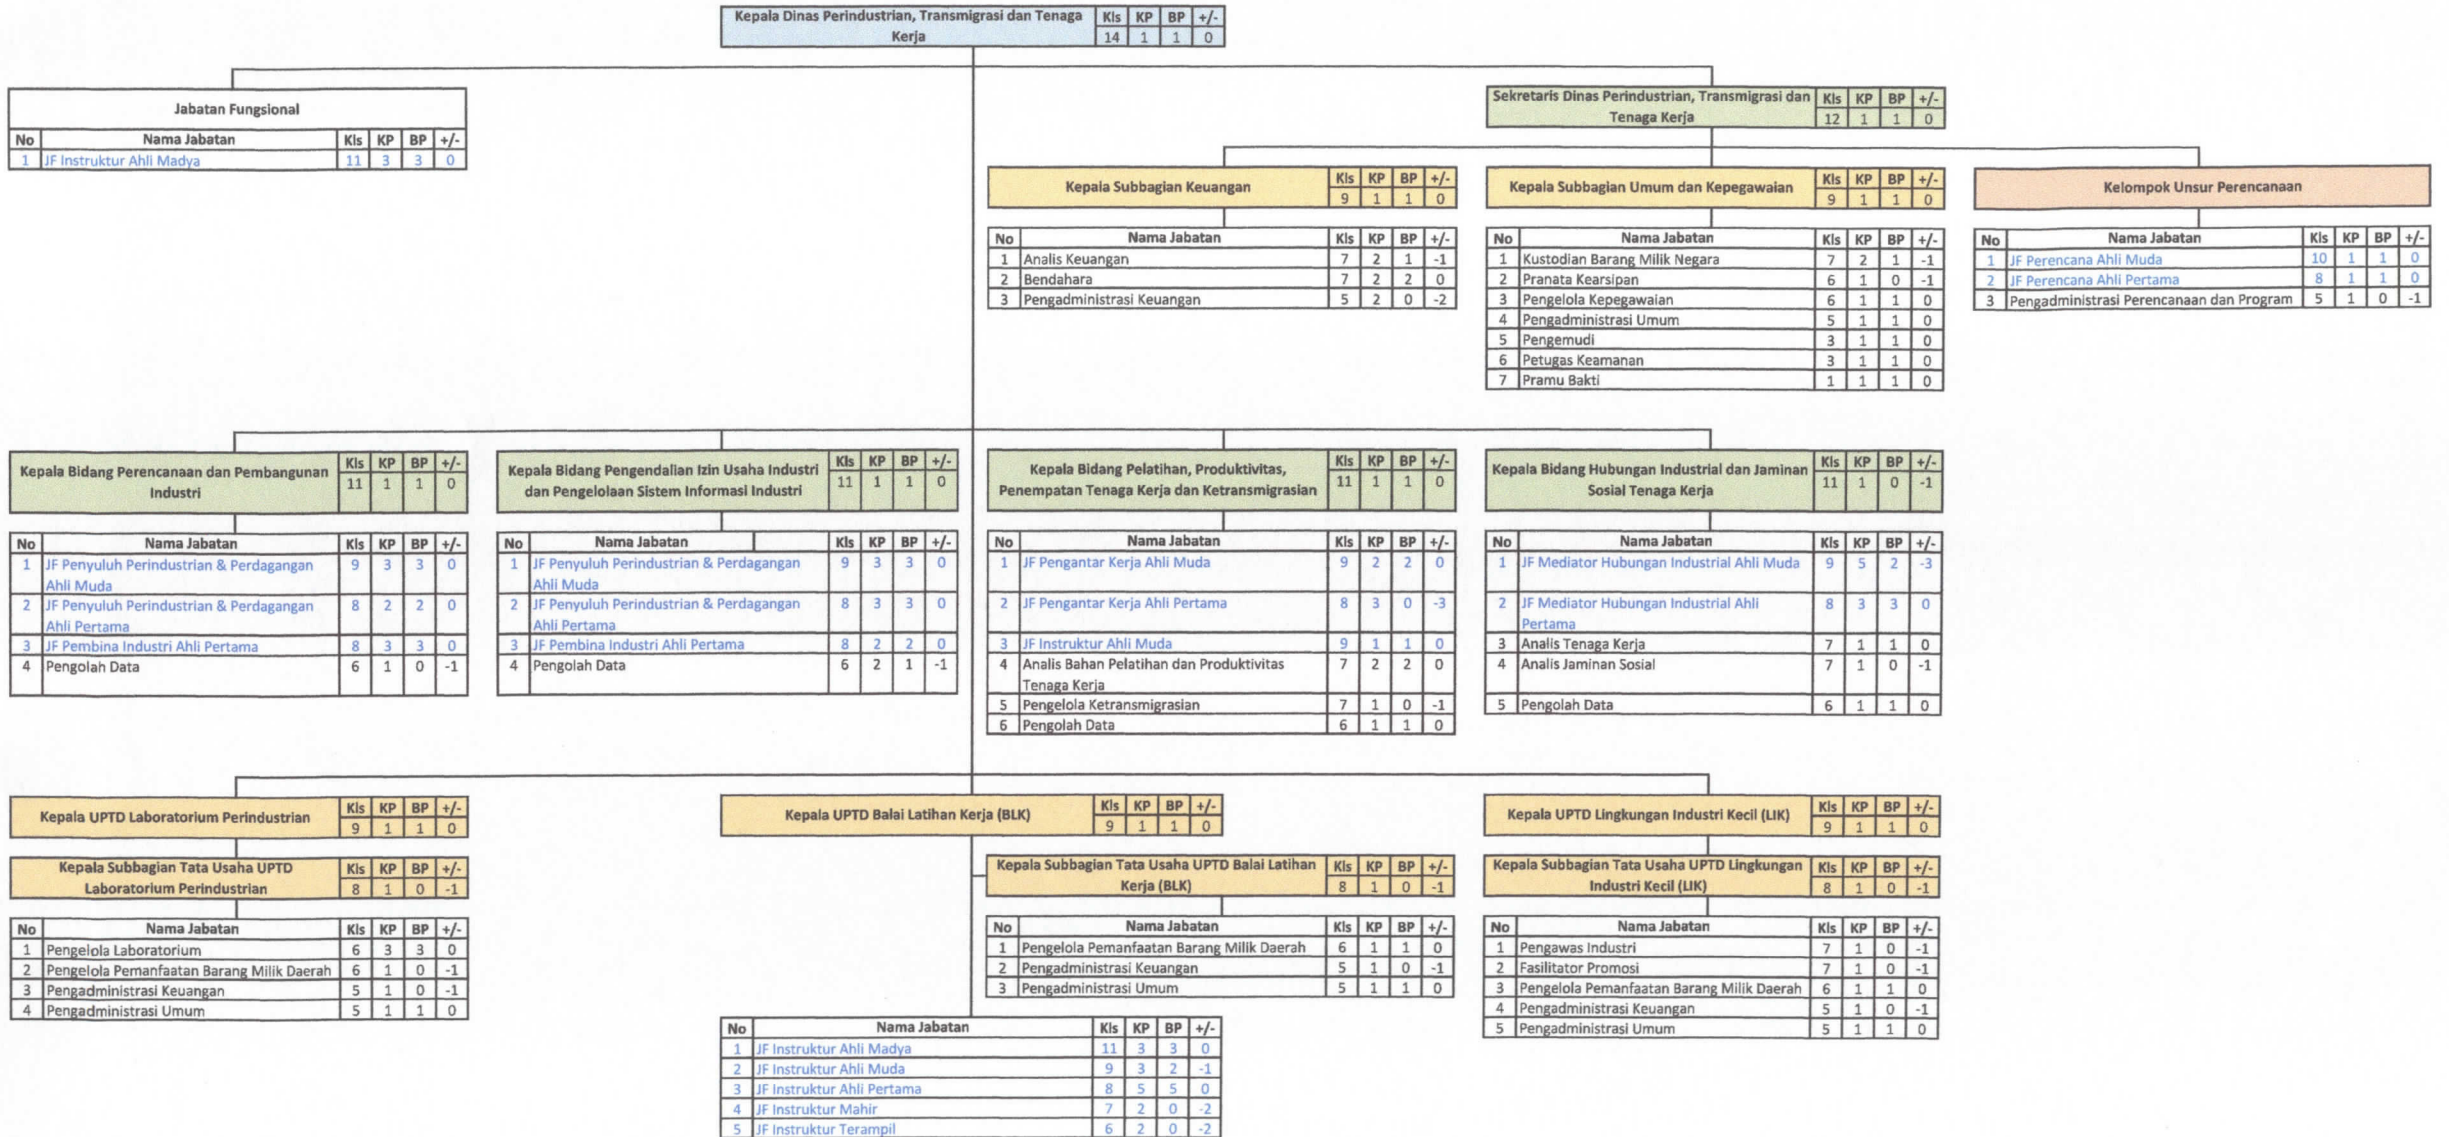 Kepala Dinas Perindustrian, Transmigrasi dan Tenaga Kls KP BP +/-
Kerja 14 1 1 0
Jabatan Fungsional
No Nama Jabatan Kls KP BP +/-
1 JF Instruktur Ahli Madya 11 3 3 0
Sekretaris Dinas Perindustrian, Transmigrasi dan Kls KP BP +/-
Tenaga Kerja 12 1 1 0
Kepala Subbagian Keuangan Kls KP BP +/-
9 1 1 0
No Nama Jabatan Kls KP BP +/-
1 Analis Keuangan 7 2 1 -1
2 Bendahara 7 2 2 0
3 Pengadministrasi Keuangan 5 2 0 -2
Kepala Subbagian Umum dan Kepegawaian Kls KP BP +/-
9 1 1 0
No Nama Jabatan Kls KP BP +/-
1 Kustodian Barang Milik Negara 7 2 1 -1
2 Pranata Kearsipan 6 1 0 -1
3 Pengelola Kepegawaian 6 1 1 0
4 Pengadministrasi Umum 5 1 1 0
5 Pengemudi 3 1 1 0
6 Petugas Keamanan 3 1 1 0
7 Pramu Bakti 1 1 1 0
Kelompok Unsur Perencanaan
No Nama Jabatan Kls KP BP +/-
1 JF Perencana Ahli Muda 10 1 1 0
2 JF Perencana Ahli Pertama 8 1 1 0
3 Pengadministrasi Perencanaan dan Program 5 1 0 -1
Kepala Bidang Perencanaan dan Pembangunan Kls KP BP +/-
Industri 11 1 1 0
No Nama Jabatan Kls KP BP +/-
1 JF Penyuluh Perindustrian & Perdagangan 9 3 3 0
Ahli Muda
2 JF Penyuluh Perindustrian & Perdagangan 8 2 2 0
Ahli Pertama
3 JF Pembina Industri Ahli Pertama 8 3 3 0
4 Pengolah Data 6 1 0 -1
Kepala Bidang Pengendalian Izin Usaha Industri Kls KP BP +/-
dan Pengelolaan Sistem Informasi Industri 11 1 1 0
No Nama Jabatan Kls KP BP +/-
1 JF Penyuluh Perindustrian & Perdagangan 9 3 3 0
Ahli Muda
2 JF Penyuluh Perindustrian & Perdagangan 8 3 3 0
Ahli Pertama
3 JF Pembina Industri Ahli Pertama 8 2 2 0
4 Pengolah Data 6 2 1 -1
Kepala Bidang Pelatihan, Produktivitas, Kls KP BP +/-
Penempatan Tenaga Kerja dan Ketransmigrasian 11 1 1 0
No Nama Jabatan Kls KP BP +/-
1 JF Pengantar Kerja Ahli Muda 9 2 2 0
2 JF Pengantar Kerja Ahli Pertama 8 3 0 -3
3 JF Instruktur Ahli Muda 9 1 1 0
4 Analis Bahan Pelatihan dan Produktivitas 7 2 2 0
Tenaga Kerja
5 Pengelola Ketransmigrasian 7 1 0 -1
6 Pengolah Data 6 1 1 0
Kepala Bidang Hubungan Industrial dan Jaminan Kls KP BP +/-
Sosial Tenaga Kerja 11 1 0 -1
No Nama Jabatan Kls KP BP +/-
1 JF Mediator Hubungan Industrial Ahli Muda 9 5 2 -3
2 JF Mediator Hubungan Industrial Ahli 8 3 3 0
Pertama
3 Analis Tenaga Kerja 7 1 1 0
4 Analis Jaminan Sosial 7 1 0 -1
5 Pengolah Data 6 1 1 0
Kepala UPTD Laboratorium Perindustrian Kls KP BP +/-
9 1 1 0
Kepala Subbagian Tata Usaha UPTD Kls KP BP +/-
Laboratorium Perindustrian 8 1 0 -1
No Nama Jabatan Kls KP BP +/-
1 Pengelola Laboratorium 6 3 3 0
2 Pengelola Pemanfaatan Barang Milik Daerah 6 1 0 -1
3 Pengadministrasi Keuangan 5 1 0 -1
4 Pengadministrasi Umum 5 1 1 0
Kepala UPTD Balai Latihan Kerja (BLK) Kls KP BP +/-
9 1 1 0
Kepala Subbagian Tata Usaha UPTD Balai Latihan Kls KP BP +/-
Kerja (BLK) 8 1 0 -1
No Nama Jabatan Kls KP BP +/-
1 Pengelola Pemanfaatan Barang Milik Daerah 6 1 1 0
2 Pengadministrasi Keuangan 5 1 0 -1
3 Pengadministrasi Umum 5 1 1 0
No Nama Jabatan Kls KP BP +/-
1 JF Instruktur Ahli Madya 11 3 3 0
2 JF Instruktur Ahli Muda 9 3 2 -1
3 JF Instruktur Ahli Pertama 8 5 5 0
4 JF Instruktur Mahir 7 2 0 -2
5 JF Instruktur Terampil 6 2 0 -2
Kepala UPTD Lingkungan Industri Kecil (LIK) Kls KP BP +/-
9 1 1 0
Kepala Subbagian Tata Usaha UPTD Lingkungan Kls KP BP +/-
Industri Kecil (LIK) 8 1 0 -1
No Nama Jabatan Kls KP BP +/-
1 Pengawas Industri 7 1 0 -1
2 Fasilitator Promosi 7 1 0 -1
3 Pengelola Pemanfaatan Barang Milik Daerah 6 1 1 0
4 Pengadministrasi Keuangan 5 1 0 -1
5 Pengadministrasi Umum 5 1 1 0